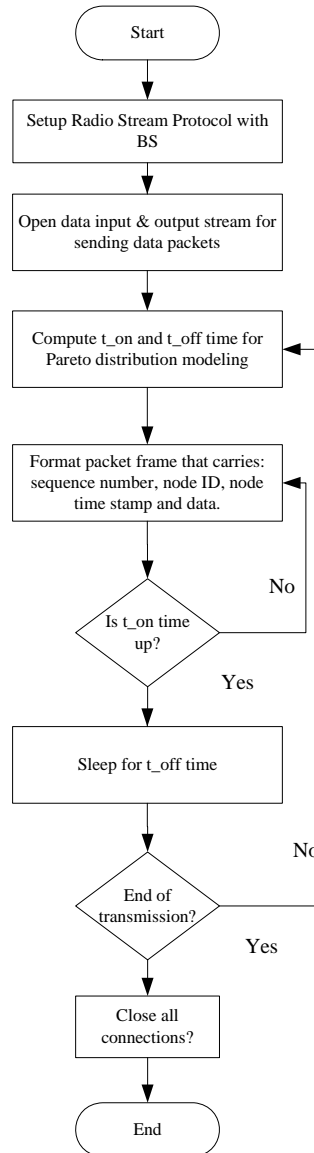 Start
Setup Radio Stream Protocol with
BS
Open data input & output stream for
sending data packets
Compute t_on and t_off time for
Pareto distribution modeling
Format packet frame that carries:
sequence number, node ID, node
time stamp and data.
No
Is t_on time
up?
Yes
Sleep for t_off time
No
End of
transmission?
Yes
Close all
connections?
End